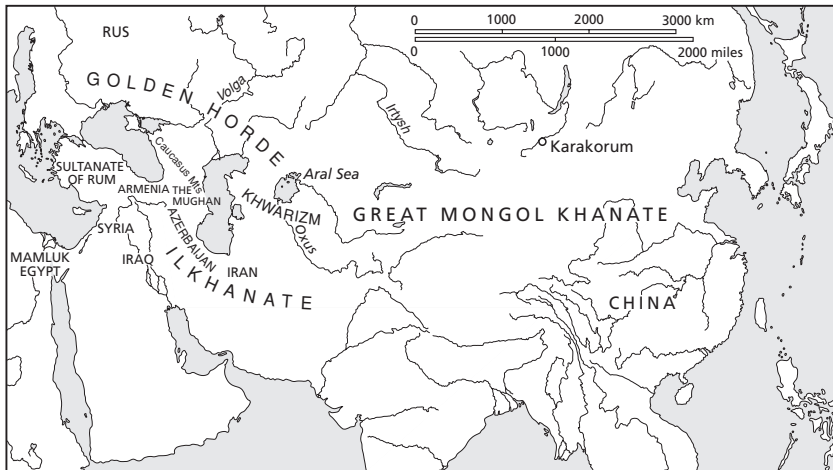 RUS
0 1000 2000 3000 km
0 1000 2000 miles
GOLDEN HORDE
Volga
Irtysh
Karakorum
Caucasus Mts
Aral Sea
SULTANATE
OF RUM
ARMENIA
THE
MUGHAN
KHWARIZM
GREAT MONGOL KHANATE
Oxus
AZERBAIJAN
SYRIA
MAMLUK
EGYPT
IRAQ
IRAN
ILKHANATE
CHINA